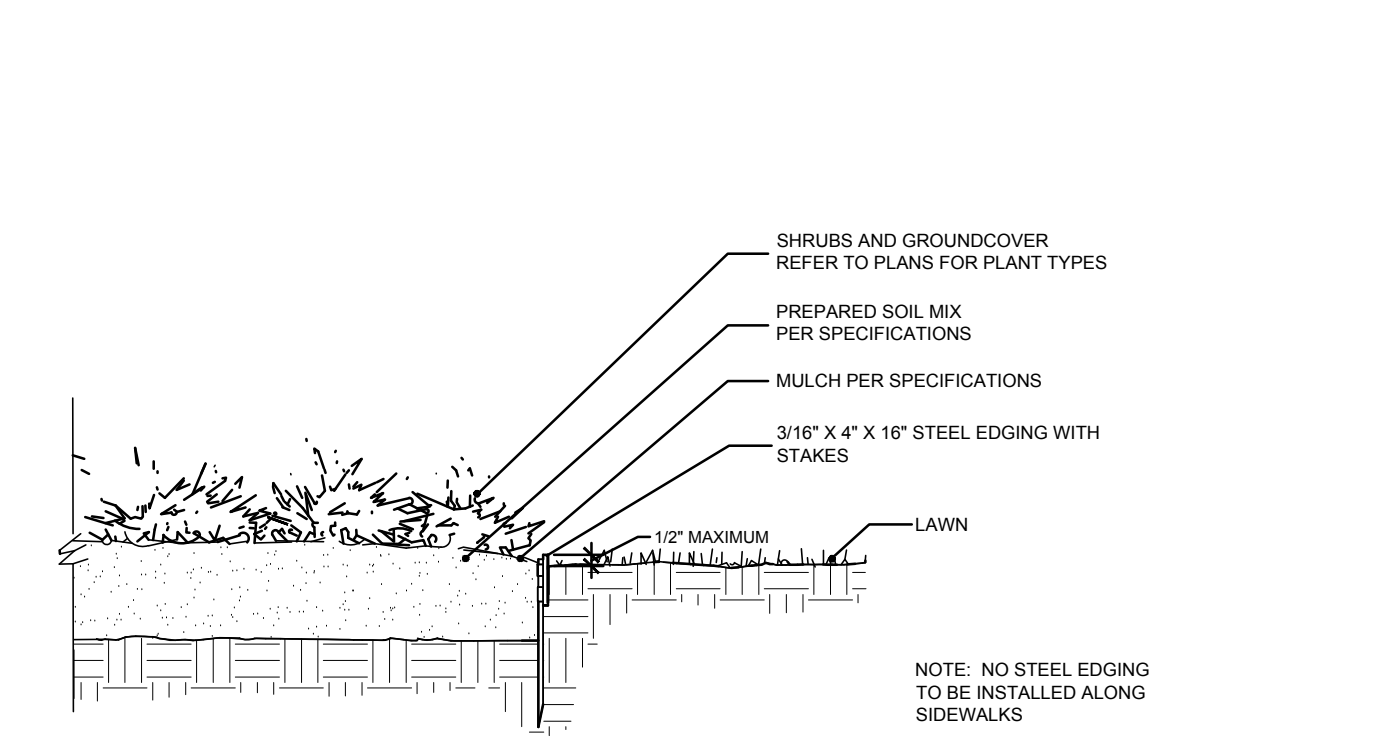 SHRUBS AND GROUNDCOVER
REFER TO PLANS FOR PLANT TYPES
PREPARED SOIL MIX
PER SPECIFICATIONS
MULCH PER SPECIFICATIONS
3/16" X 4" X 16" STEEL EDGING WITH
STAKES
LAWN
1/2" MAXIMUM
NOTE:  NO STEEL EDGING
TO BE INSTALLED ALONG
SIDEWALKS